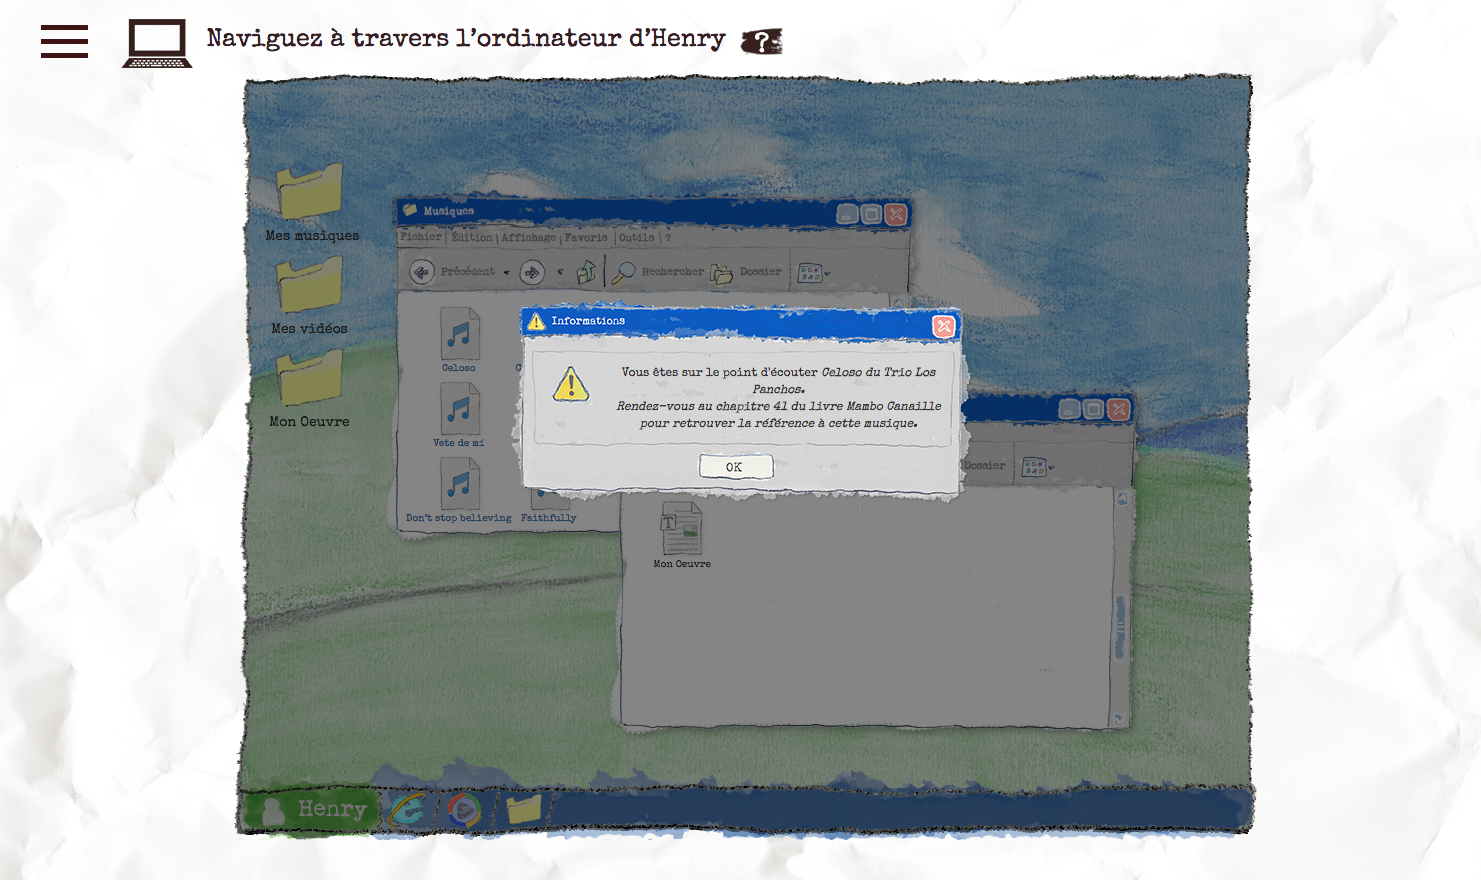 Naviguez à travers l'ordinateur d'Henry ?
Mes musiques
Mes vidéos
Mon Oeuvre
Musiques
Fichier | Édition | Affichage | Favoris | Outils | ?
Précédent Rechercher Dossier
Celoso
Vete de mi
Don't stop believing Faithfully
Informations
Vous êtes sur le point d'écouter Celoso du Trio Los
Panchos.
Rendez-vous au chapitre 41 du livre Mambo Canaille
pour retrouver la référence à cette musique.
OK
Dossier
Mon Oeuvre
Henry